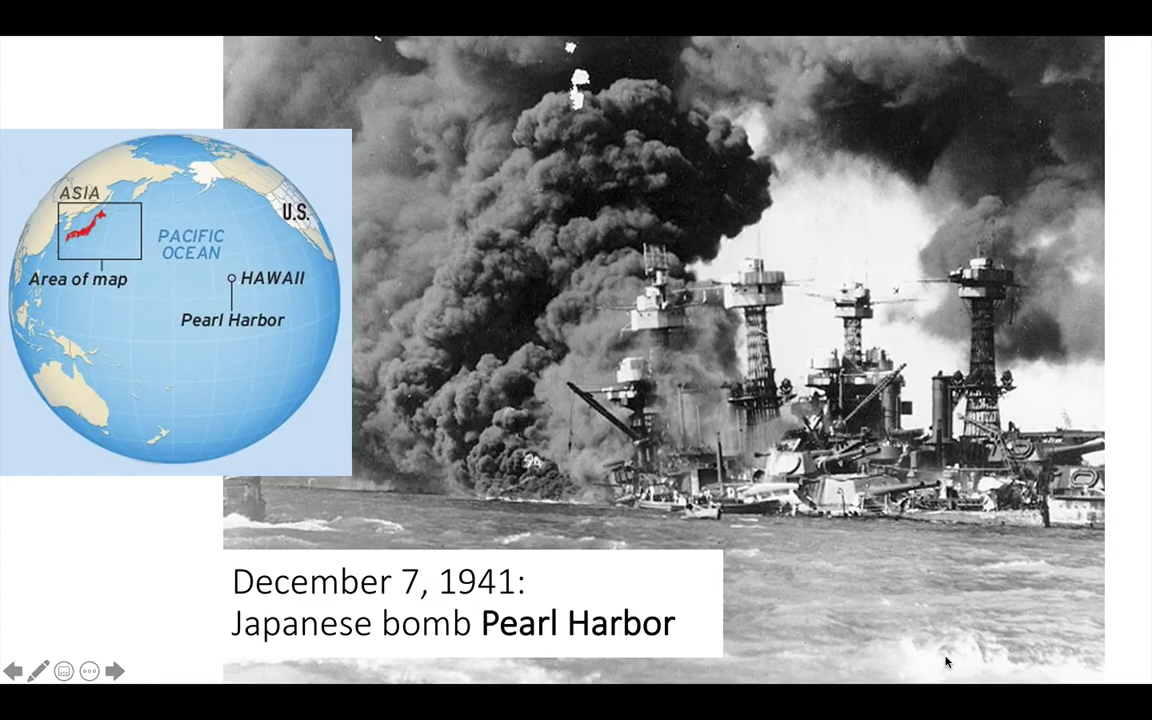 ASIA
U.S.
PACIFIC
OCEAN
Area of map
HAWAII
Pearl Harbor
December 7, 1941:
Japanese bomb Pearl Harbor